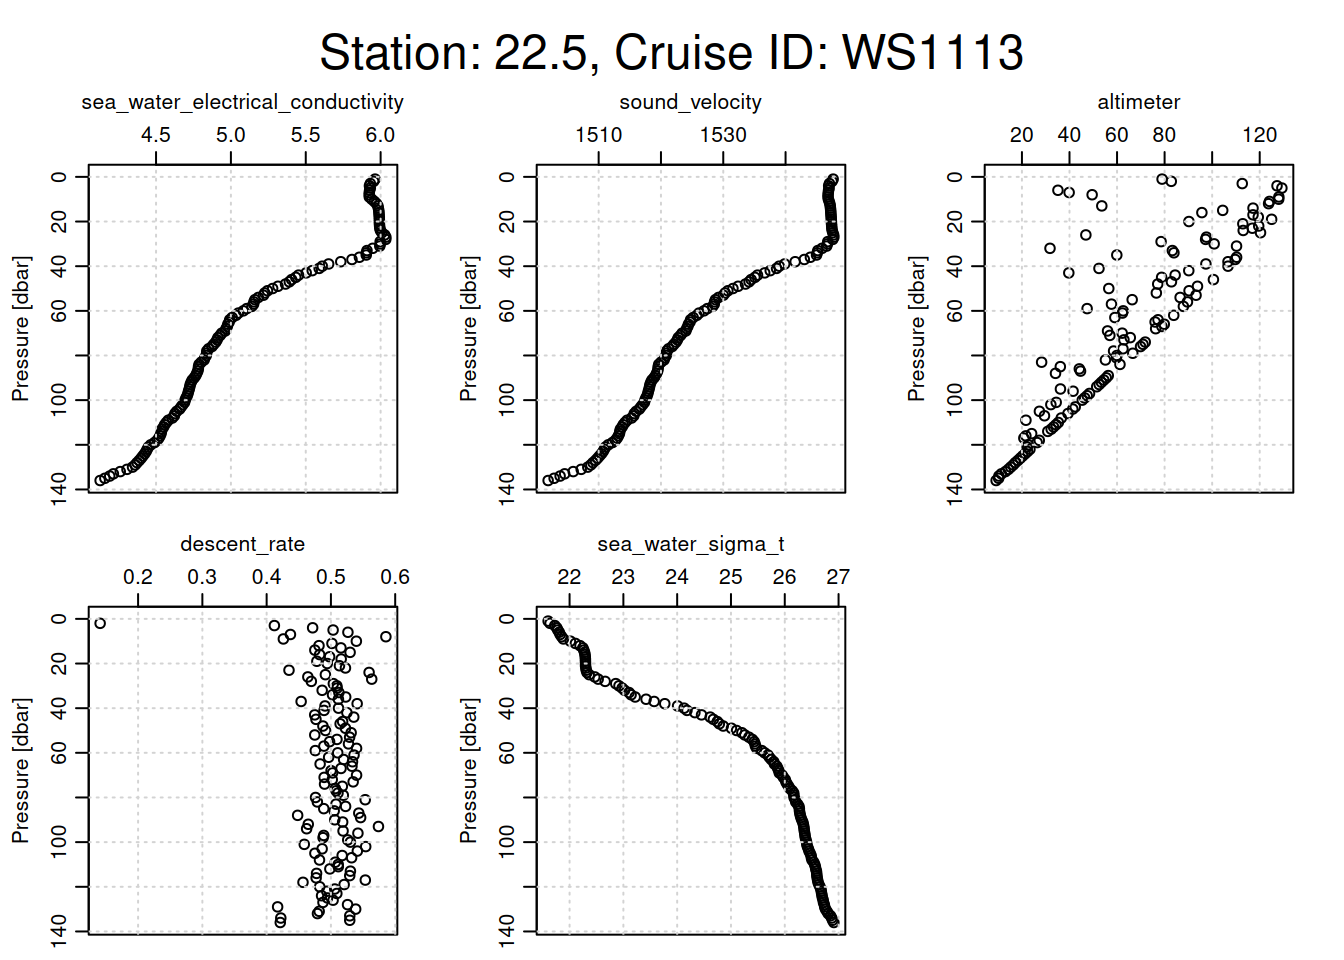 Station: 22.5, Cruise ID: WS1113
sea_water_electrical_conductivity
4.5 5.0 5.5 6.0
Pressure [dbar]
0
20
40
60
100
140
sound_velocity
1510 1530
Pressure [dbar]
0
20
40
60
100
140
altimeter
20 40 60 80 120
Pressure [dbar]
0
20
40
60
100
140
descent_rate
0.2 0.3 0.4 0.5 0.6
Pressure [dbar]
0
20
40
60
100
140
sea_water_sigma_t
22 23 24 25 26 27
Pressure [dbar]
0
20
40
60
100
140